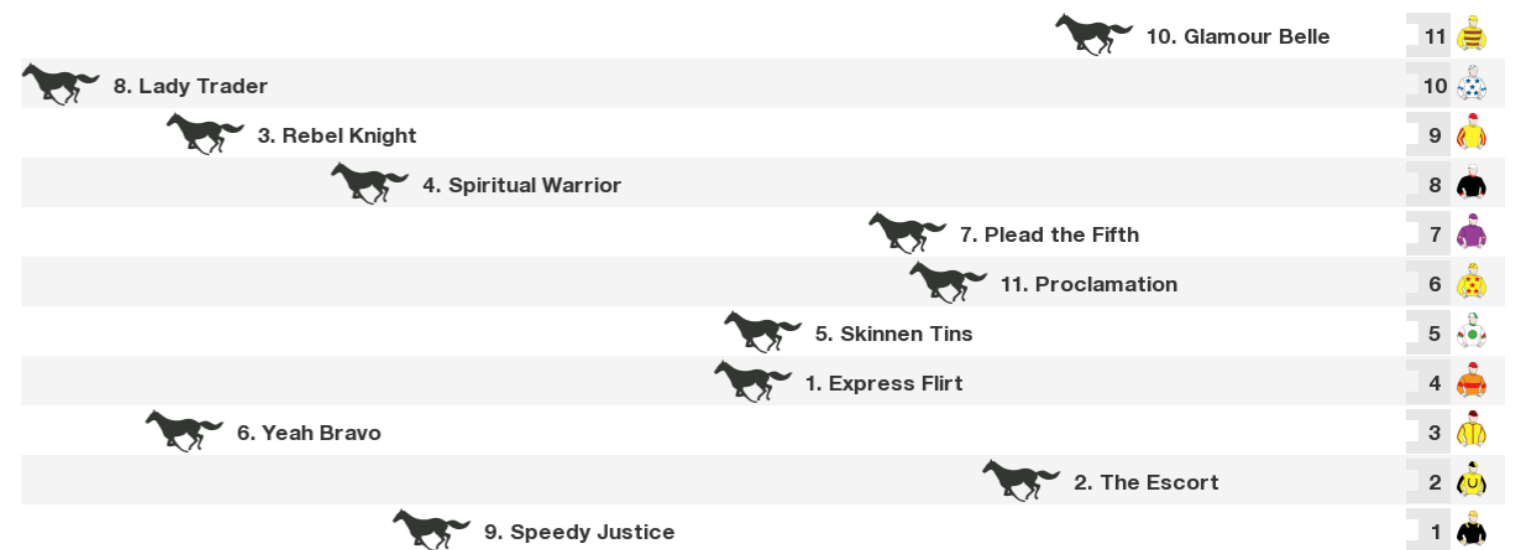 10. Glamour Belle 11
8. Lady Trader 10
3. Rebel Knight 9
4. Spiritual Warrior 8
7. Plead the Fifth 7
11. Proclamation 6
5. Skinnen Tins 5
1. Express Flirt 4
6. Yeah Bravo 3
2. The Escort 2
9. Speedy Justice 1